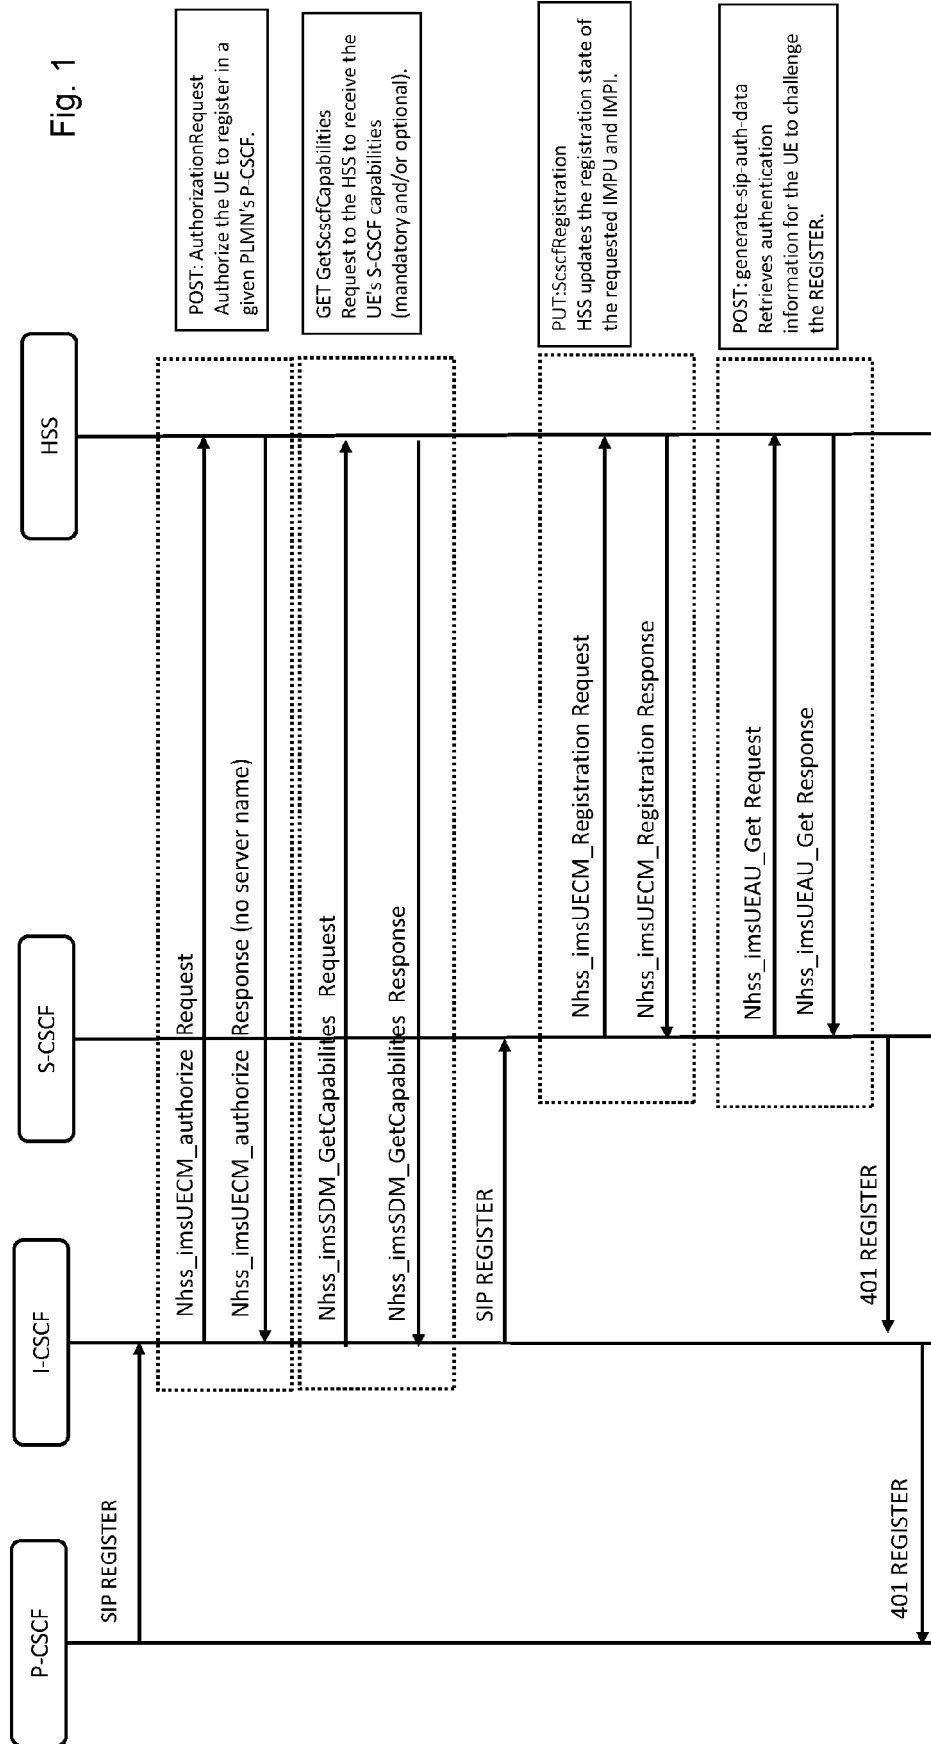 Fig. 1
P-CSCF
I-CSCF
S-CSCF
HSS
SIP REGISTER
Nhss_imsUECM_authorize Request
Nhss_imsUECM_authorize Response (no server name)
POST: AuthorizationRequest
Authorize the UE to register in a
given PLMN's P-CSCF.
Nhss_imsSDM_GetCapabilities Request
Nhss_imsSDM_GetCapabilites Response
GET GetScscfCapabilities
Request to the HSS to receive the
UE's S-CSCF capabilities
(mandatory and/or optional).
SIP REGISTER
Nhss_imsUECM_Registration Request
Nhss_imsUECM_Registration Response
PUT:ScscfRegistration
HSS updates the registration state of
the requested IMPU and IMPI.
Nhss_imsUEAU_Get Request
Nhss_imsUEAU_Get Response
POST: generate-sip-auth-data
Retrieves authentication
information for the UE to challenge
the REGISTER.
401 REGISTER
401 REGISTER